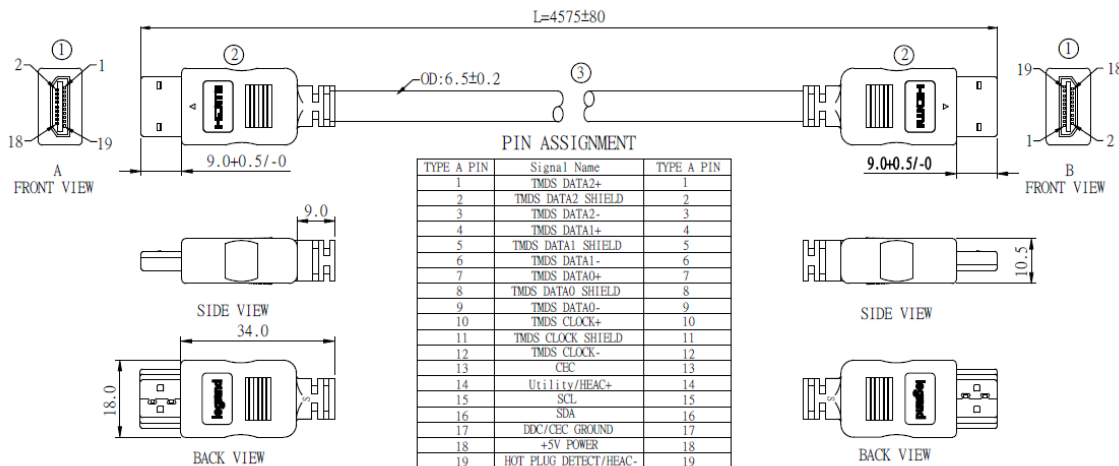 L=4575±80
① ② ③ ② ①
OD:6.5±0.2
2 1
18 19
19 18
1 2
HDMI
HDMI
9.0+0.5/-0
9.0+0.5/-0
A
FRONT VIEW
B
FRONT VIEW
PIN ASSIGNMENT
TYPE A PIN Signal Name TYPE A PIN
1 TMDS DATA2+ 1
2 TMDS DATA2 SHIELD 2
3 TMDS DATA2- 3
4 TMDS DATA1+ 4
5 TMDS DATA1 SHIELD 5
6 TMDS DATA1- 6
7 TMDS DATA0+ 7
8 TMDS DATA0 SHIELD 8
9 TMDS DATA0- 9
10 TMDS CLOCK+ 10
11 TMDS CLOCK SHIELD 11
12 TMDS CLOCK- 12
13 CEC 13
14 Utility/HEAC+ 14
15 SCL 15
16 SDA 16
17 DDC/CEC GROUND 17
18 +5V POWER 18
19 HOT PLUG DETECT/HEAC- 19
9.0
SIDE VIEW
10.5
SIDE VIEW
34.0
18.0
legrand
S
BACK VIEW
S
legrand
BACK VIEW